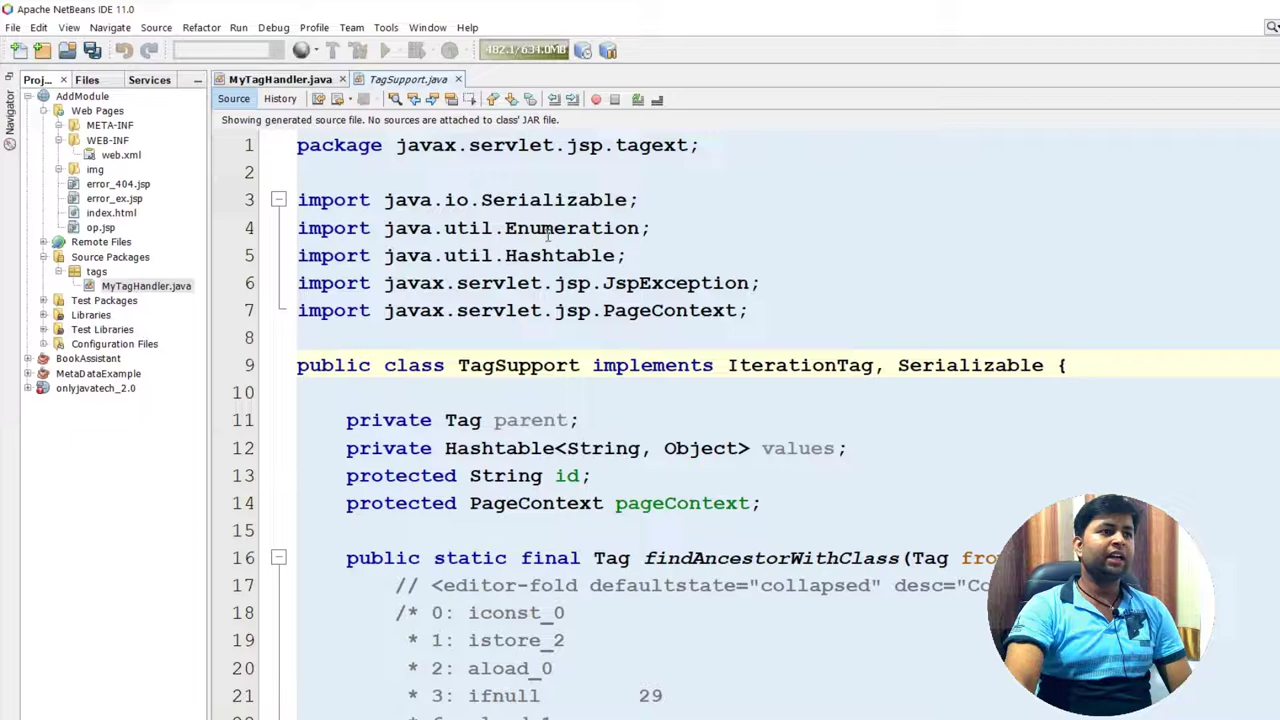 Apache NetBeans IDE 11.0
File Edit View Navigate Source Refactor Run Debug Profile Team Tools Window Help
482.1/634.0MB
Proj... × Files Services
MyTagHandler.java × TagSupport.java ×
Navigator
AddModule
Web Pages
META-INF
WEB-INF
web.xml
img
error_404.jsp
error_ex.jsp
index.html
op.jsp
Remote Files
Source Packages
tags
MyTagHandler.java
Test Packages
Libraries
Test Libraries
Configuration Files
BookAssistant
MetaDataExample
onlyjavatech_2.0
Source History
Showing generated source file. No sources are attached to class' JAR file.
1 package javax.servlet.jsp.tagext;
2
3 import java.io.Serializable;
4 import java.util.Enumeration;
5 import java.util.Hashtable;
6 import javax.servlet.jsp.JspException;
7 import javax.servlet.jsp.PageContext;
8
9 public class TagSupport implements IterationTag, Serializable {
10
11 private Tag parent;
12 private Hashtable<String, Object> values;
13 protected String id;
14 protected PageContext pageContext;
15
16 public static final Tag findAncestorWithClass(Tag fro
17 // <editor-fold defaultstate="collapsed" desc="Co
18 /* 0: iconst_0
19 * 1: istore_2
20 * 2: aload_0
21 * 3: ifnull 29